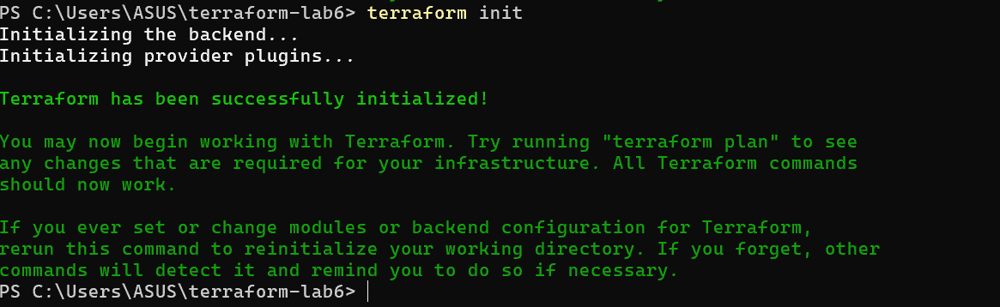 PS C:\Users\ASUS\terraform-lab6> terraform init
Initializing the backend...
Initializing provider plugins...
Terraform has been successfully initialized!
You may now begin working with Terraform. Try running "terraform plan" to see
any changes that are required for your infrastructure. All Terraform commands
should now work.
If you ever set or change modules or backend configuration for Terraform,
rerun this command to reinitialize your working directory. If you forget, other
commands will detect it and remind you to do so if necessary.
PS C:\Users\ASUS\terraform-lab6>